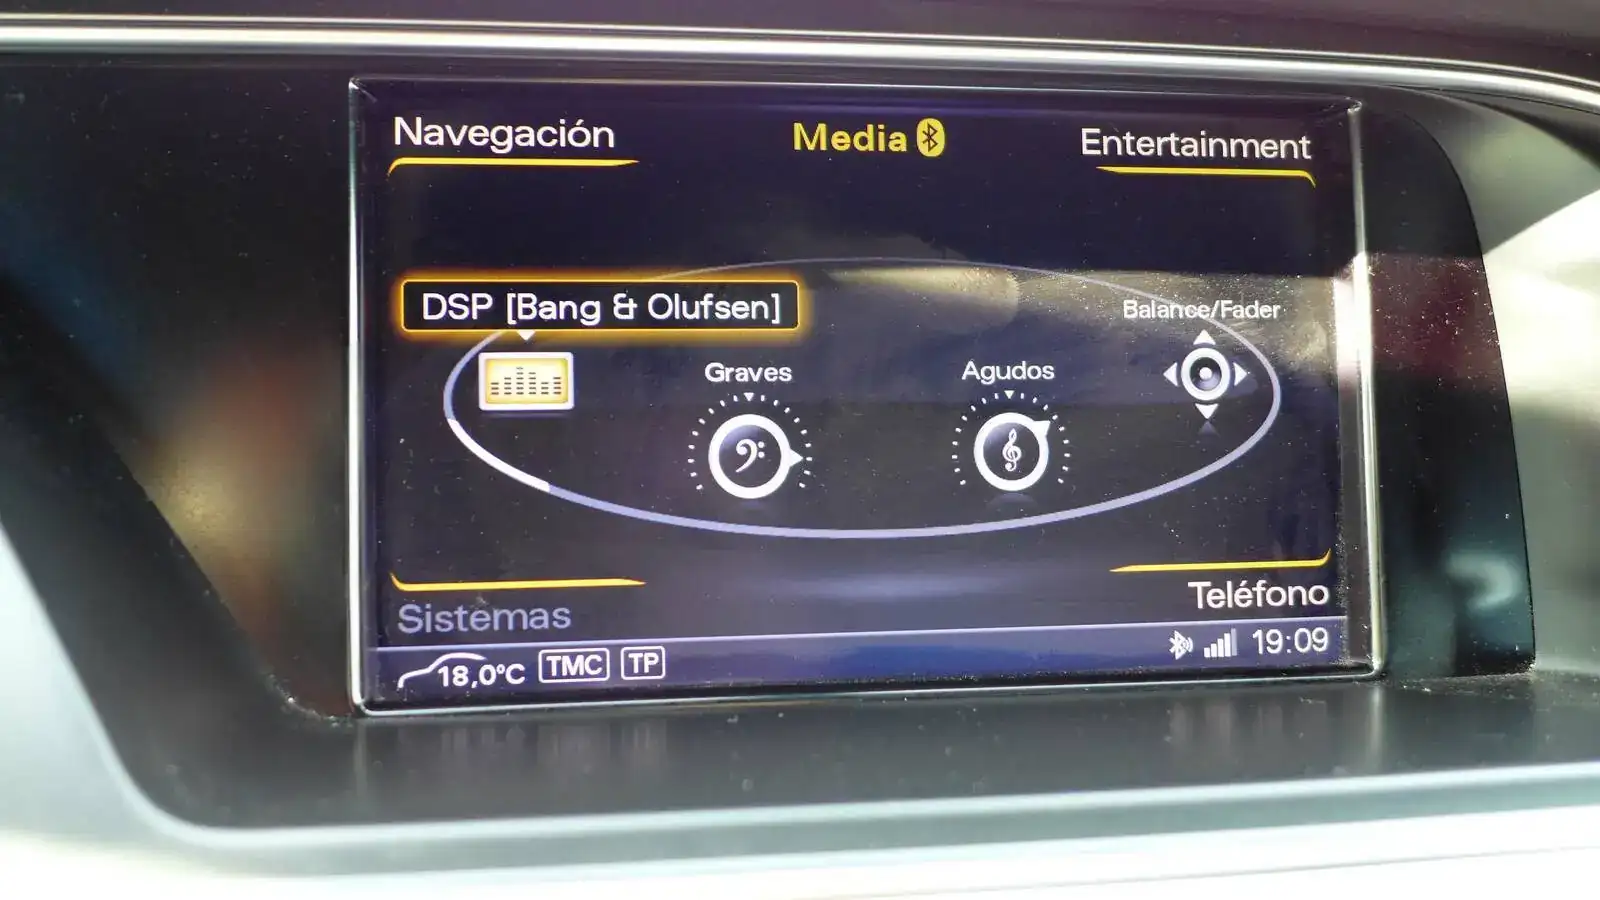 Navegación
Media
Entertainment
DSP [Bang & Olufsen]
Balance/Fader
Graves
Agudos
Sistemas
Teléfono
18,0°C TMC TP
19:09